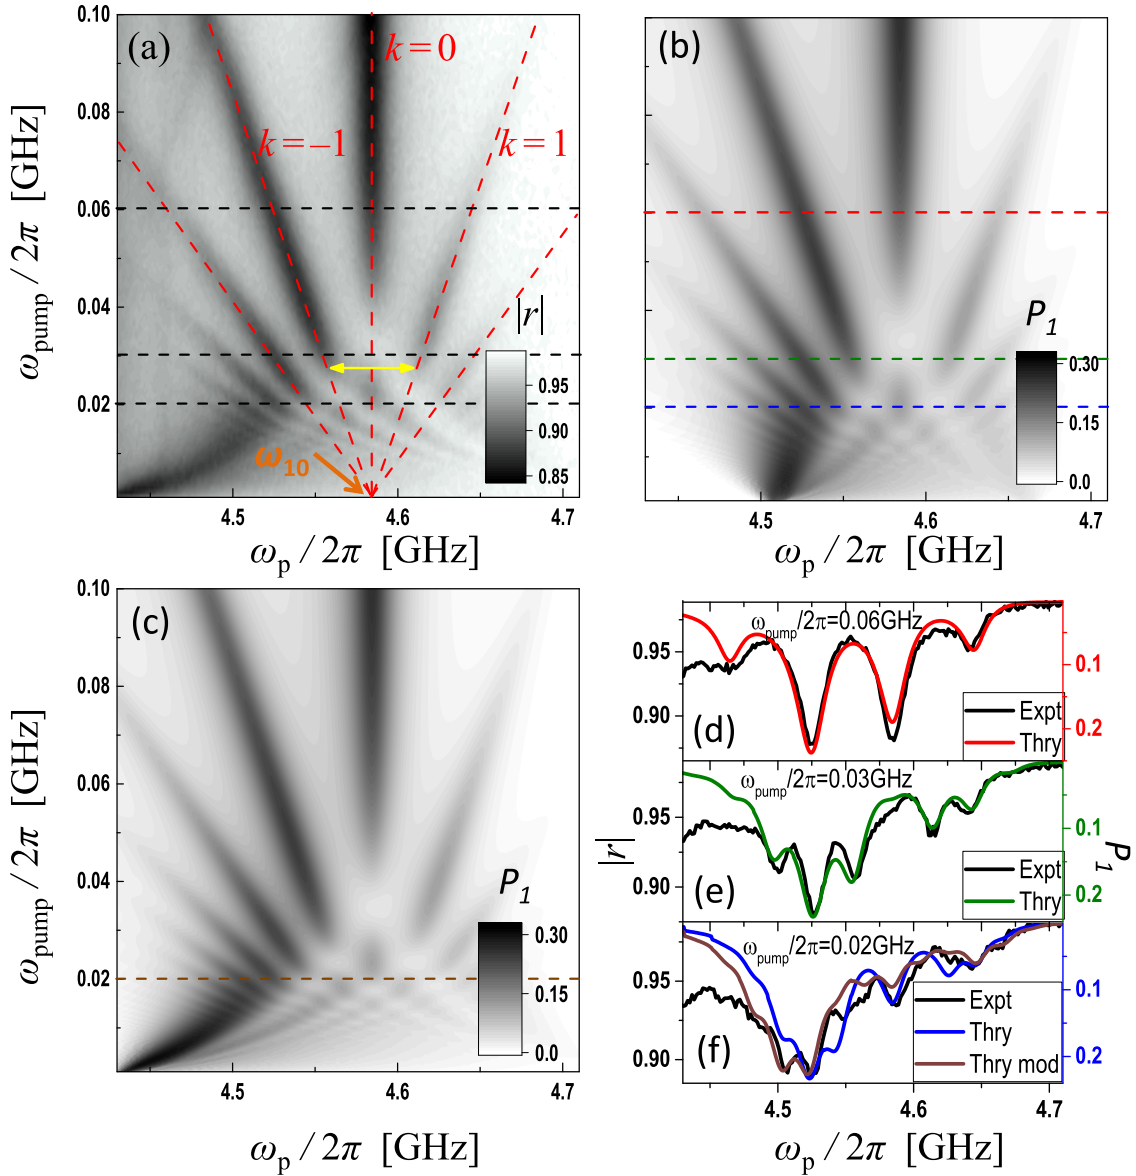 (a)
k=0
k=−1
k=1
|r|
0.95
0.90
0.85
ω10
0.10
0.08
0.06
0.04
0.02
ωpump / 2π [GHz]
4.5
4.6
4.7
ωp / 2π [GHz]
(b)
P1
0.30
0.15
0.0
4.5
4.6
4.7
ωp / 2π [GHz]
(c)
P1
0.30
0.15
0.0
0.10
0.08
0.06
0.04
0.02
ωpump / 2π [GHz]
4.5
4.6
4.7
ωp / 2π [GHz]
ωpump/2π=0.06GHz
0.95
0.90
0.1
0.2
(d)
Expt
Thry
ωpump/2π=0.03GHz
0.95
0.90
0.1
0.2
|r|
P1
(e)
Expt
Thry
ωpump/2π=0.02GHz
0.95
0.90
0.1
0.2
(f)
Expt
Thry
Thry mod
4.5
4.6
4.7
ωp / 2π [GHz]